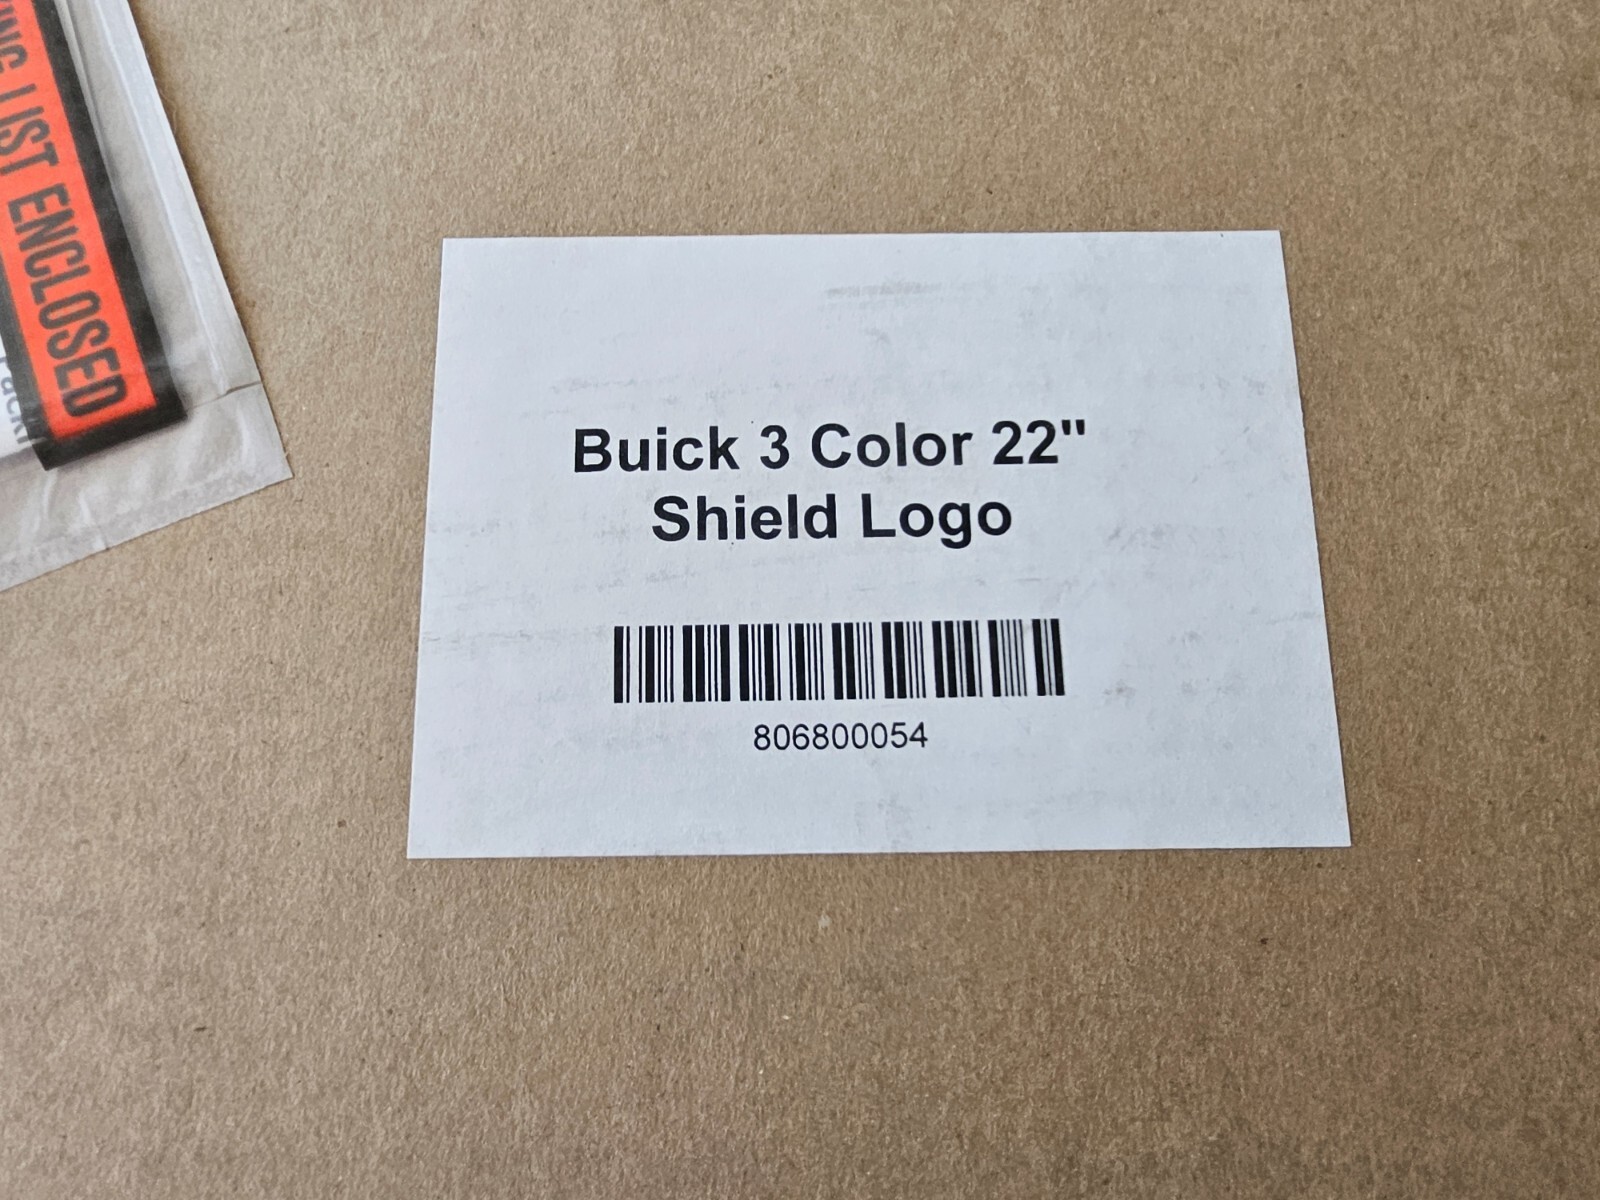 LIST ENCLOSED
Buick 3 Color 22"
Shield Logo
806800054